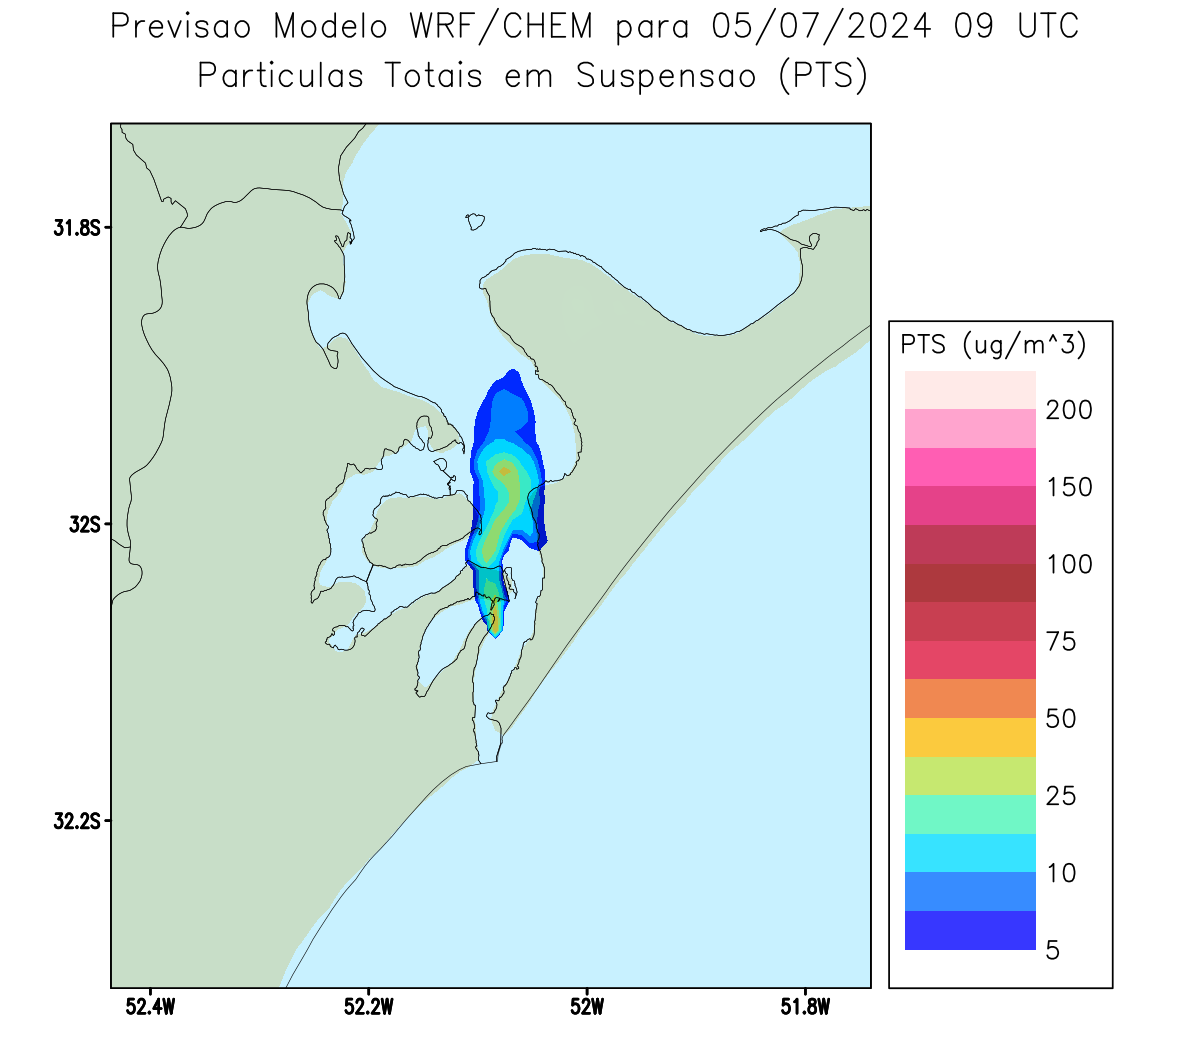 Previsao Modelo WRF/CHEM para 05/07/2024 09 UTC
Particulas Totais em Suspensao (PTS)
31.8S
32S
32.2S
52.4W
52.2W
52W
51.8W
PTS (ug/m^3)
200
150
100
75
50
25
10
5